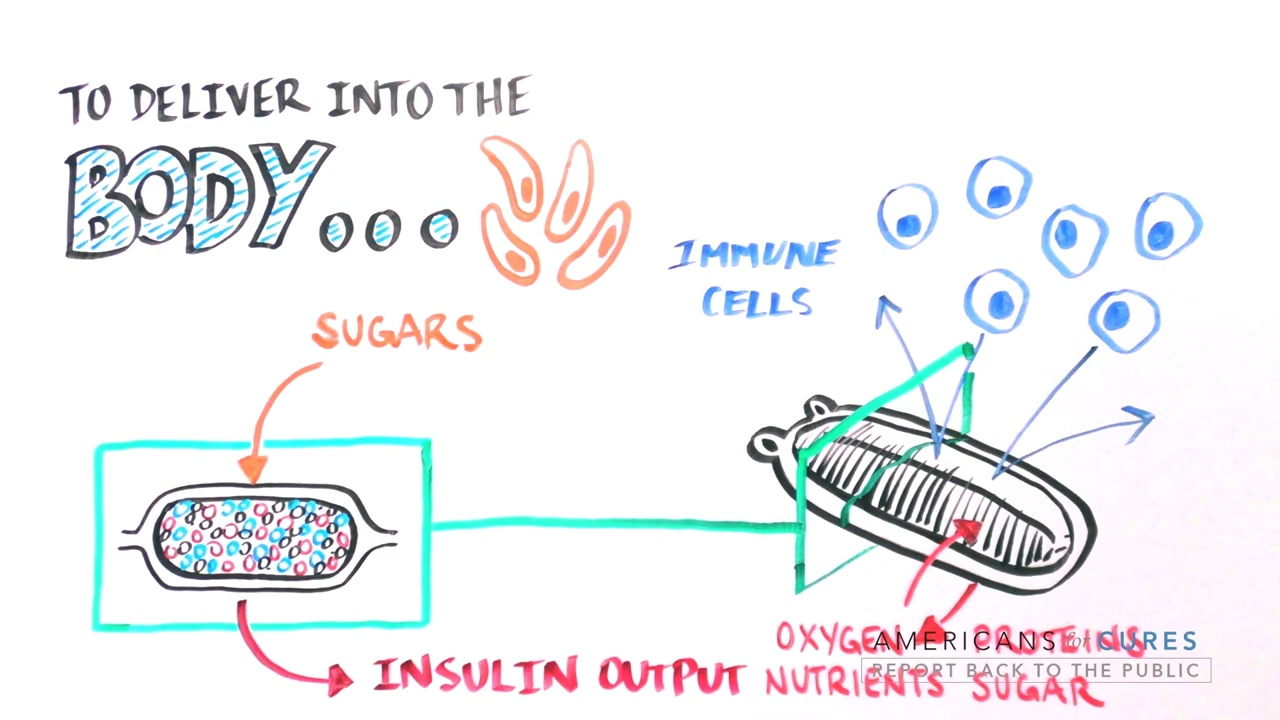 TO DELIVER INTO THE
BODY...
IMMUNE
CELLS
SUGARS
INSULIN OUTPUT
OXYGEN PROTEINS
NUTRIENTS SUGAR
AMERICANS for CURES
REPORT BACK TO THE PUBLIC